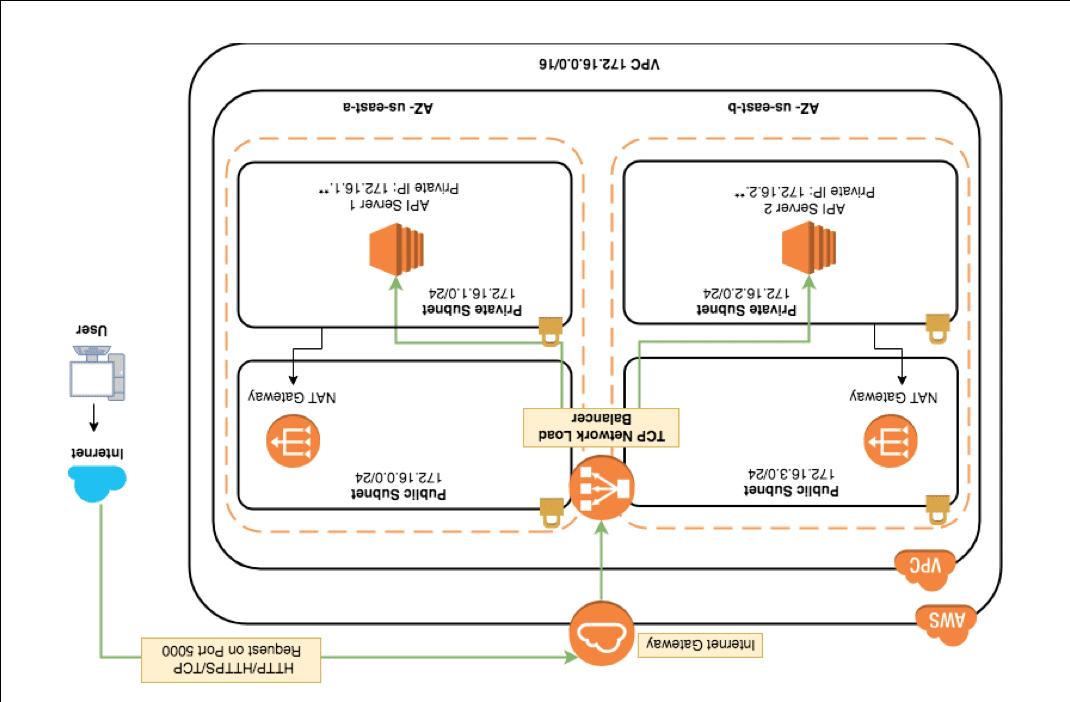 HTTP/HTTPS/TCP
Request on Port 5000
Internet Gateway
AWS
VPC
Public Subnet
172.16.3.0/24
Public Subnet
172.16.0.0/24
Internet
TCP Network Load
Balancer
NAT Gateway
NAT Gateway
User
Private Subnet
172.16.2.0/24
Private Subnet
172.16.1.0/24
API Server 2
Private IP: 172.16.2.**
API Server 1
Private IP: 172.16.1.**
AZ- us-east-b
AZ- us-east-a
VPC 172.16.0.0/16